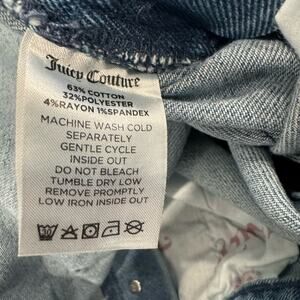 Juicy Couture
63% COTTON
32%POLYESTER
4%RAYON 1%SPANDEX
MACHINE WASH COLD
SEPARATELY
GENTLE CYCLE
INSIDE OUT
DO NOT BLEACH
TUMBLE DRY LOW
REMOVE PROMPTLY
LOW IRON INSIDE OUT